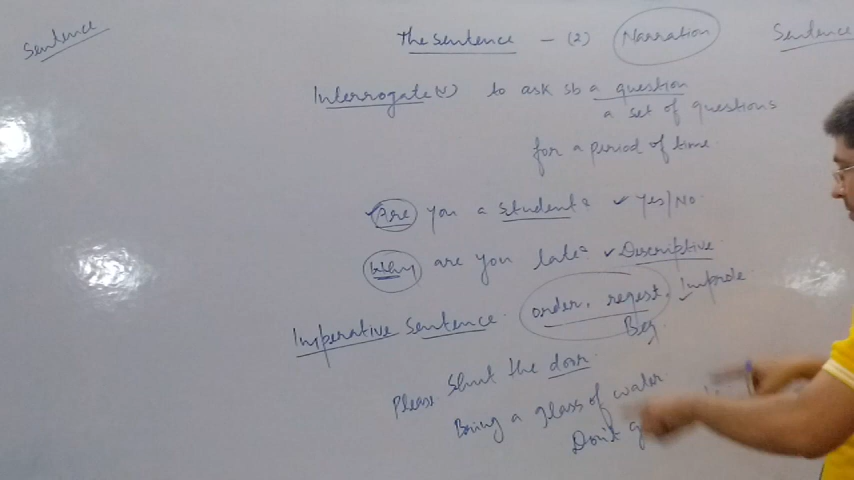 Sentence
The sentence - (2) Narration
Sentence
Interrogate (v) to ask sb a question
a set of questions
for a period of time.
Are you a student? ✓ Yes/No.
Why are you late? ✓ Descriptive
Imperative Sentence. order, reqest, Implore.
Beg.
Please Shut the door.
Bring a glass of water
Don't